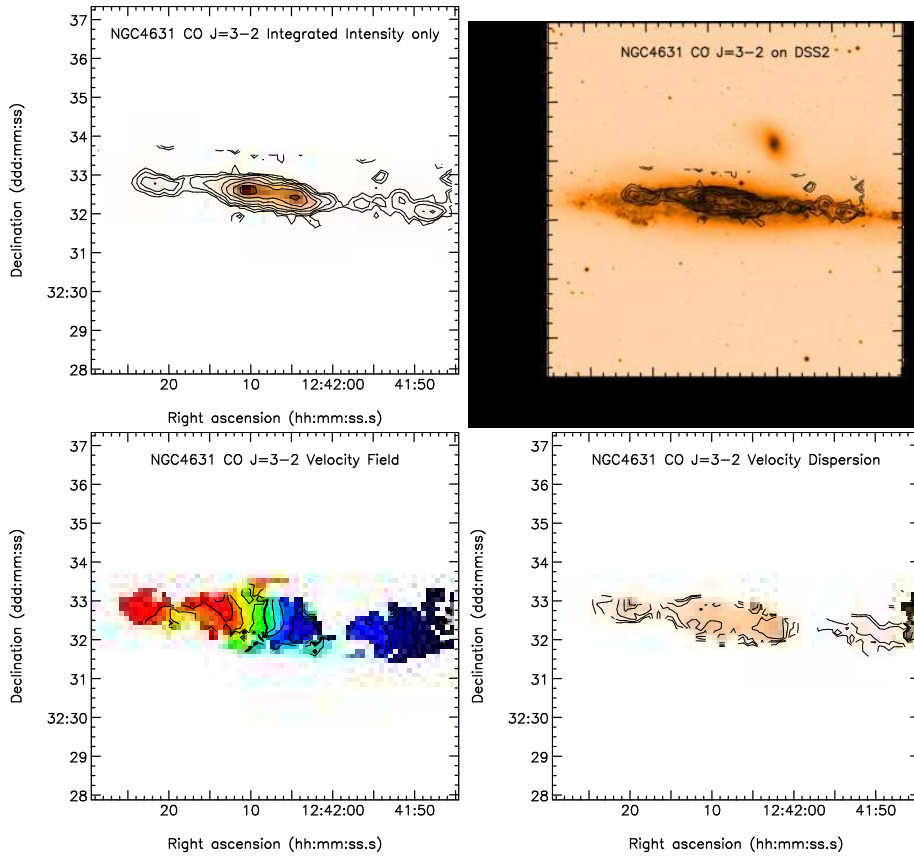 NGC4631 CO J=3-2 Integrated Intensity only
37
36
35
34
33
32
31
32:30
29
28
Declination (ddd:mm:ss)
20 10 12:42:00 41:50
Right ascension (hh:mm:ss.s)
NGC4631 CO J=3-2 on DSS2
NGC4631 CO J=3-2 Velocity Field
37
36
35
34
33
32
31
32:30
29
28
Declination (ddd:mm:ss)
20 10 12:42:00 41:50
Right ascension (hh:mm:ss.s)
NGC4631 CO J=3-2 Velocity Dispersion
37
36
35
34
33
32
31
32:30
29
28
Declination (ddd:mm:ss)
20 10 12:42:00 41:50
Right ascension (hh:mm:ss.s)